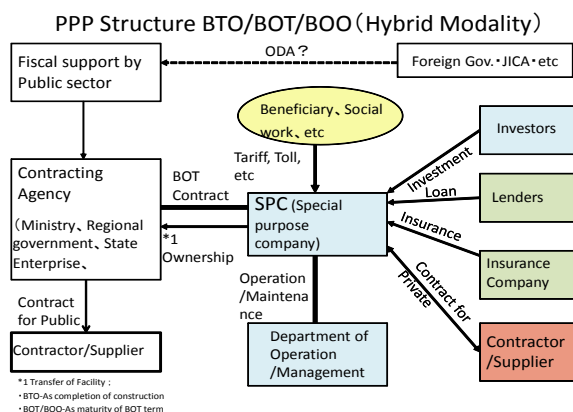 PPP Structure BTO/BOT/BOO（Hybrid Modality）
Fiscal support by
Public sector
ODA？
Foreign Gov.・JICA・etc
Beneficiary、Social
work、etc
Investors
Tariff、Toll、
etc
Investment
Contracting
Agency
（Ministry、Regional
government、State
Enterprise、
BOT
Contract
SPC (Special
purpose
company）
Loan
Lenders
*1
Ownership
Insurance
Insurance
Company
Operation
/Maintena
nce
Contract for
Private
Contract
for Public
Contractor/Supplier
Department of
Operation
/Management
Contractor
/Supplier
*1 Transfer of Facility：
・BTO-As completion of construction
・BOT/BOO-As maturity of BOT term